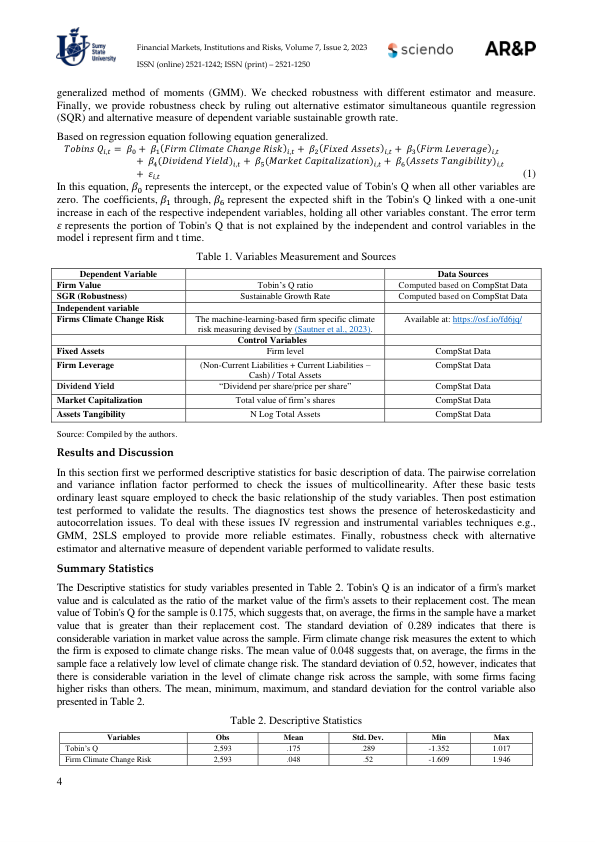 Sumy
State
University
Financial Markets, Institutions and Risks, Volume 7, Issue 2, 2023
ISSN (online) 2521-1242; ISSN (print) – 2521-1250
sciendo
AR&P
generalized method of moments (GMM). We checked robustness with different estimator and measure.
Finally, we provide robustness check by ruling out alternative estimator simultaneous quantile regression
(SQR) and alternative measure of dependent variable sustainable growth rate.
Based on regression equation following equation generalized.
Tobins Q_{i,t} = β_0 + β_1(Firm Climate Change Risk)_{i,t} + β_2(Fixed Assets)_{i,t} + β_3(Firm Leverage)_{i,t}
+ β_4(Dividend Yield)_{i,t} + β_5(Market Capitalization)_{i,t} + β_6(Assets Tangibility)_{i,t}
+ ε_{i,t} (1)
In this equation, β_0 represents the intercept, or the expected value of Tobin's Q when all other variables are
zero. The coefficients, β_1 through, β_6 represent the expected shift in the Tobin's Q linked with a one-unit
increase in each of the respective independent variables, holding all other variables constant. The error term
ε represents the portion of Tobin's Q that is not explained by the independent and control variables in the
model i represent firm and t time.
Table 1. Variables Measurement and Sources
Dependent Variable Data Sources
Firm Value Tobin's Q ratio Computed based on CompStat Data
SGR (Robustness) Sustainable Growth Rate Computed based on CompStat Data
Independent variable
Firms Climate Change Risk The machine-learning-based firm specific climate Available at: https://osf.io/fd6jq/
risk measuring devised by (Sautner et al., 2023).
Control Variables
Fixed Assets Firm level CompStat Data
Firm Leverage (Non-Current Liabilities + Current Liabilities – CompStat Data
Cash) / Total Assets
Dividend Yield “Dividend per share/price per share” CompStat Data
Market Capitalization Total value of firm's shares CompStat Data
Assets Tangibility N Log Total Assets CompStat Data
Source: Compiled by the authors.
Results and Discussion
In this section first we performed descriptive statistics for basic description of data. The pairwise correlation
and variance inflation factor performed to check the issues of multicollinearity. After these basic tests
ordinary least square employed to check the basic relationship of the study variables. Then post estimation
test performed to validate the results. The diagnostics test shows the presence of heteroskedasticity and
autocorrelation issues. To deal with these issues IV regression and instrumental variables techniques e.g.,
GMM, 2SLS employed to provide more reliable estimates. Finally, robustness check with alternative
estimator and alternative measure of dependent variable performed to validate results.
Summary Statistics
The Descriptive statistics for study variables presented in Table 2. Tobin's Q is an indicator of a firm's market
value and is calculated as the ratio of the market value of the firm's assets to their replacement cost. The mean
value of Tobin's Q for the sample is 0.175, which suggests that, on average, the firms in the sample have a market
value that is greater than their replacement cost. The standard deviation of 0.289 indicates that there is
considerable variation in market value across the sample. Firm climate change risk measures the extent to which
the firm is exposed to climate change risks. The mean value of 0.048 suggests that, on average, the firms in the
sample face a relatively low level of climate change risk. The standard deviation of 0.52, however, indicates that
there is considerable variation in the level of climate change risk across the sample, with some firms facing
higher risks than others. The mean, minimum, maximum, and standard deviation for the control variable also
presented in Table 2.
Table 2. Descriptive Statistics
Variables Obs Mean Std. Dev. Min Max
Tobin's Q 2,593 .175 .289 -1.352 1.017
Firm Climate Change Risk 2,593 .048 .52 -1.609 1.946
4